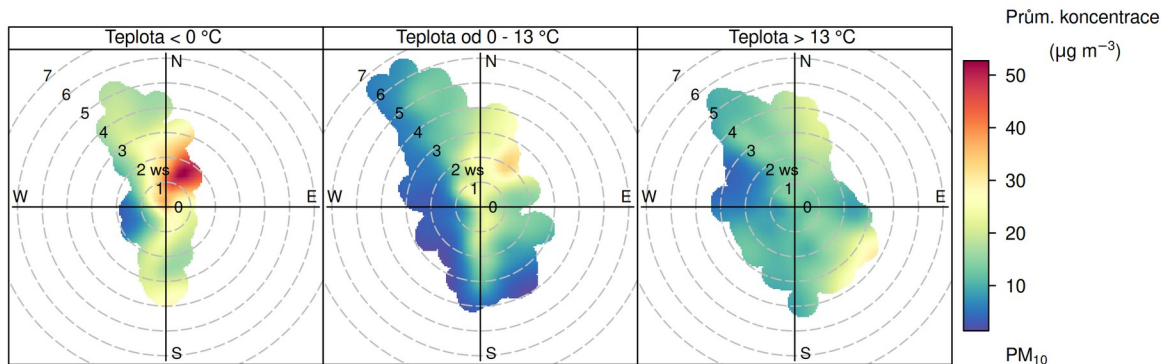 Teplota < 0 °C
N
7
6
5
4
3
2 ws
1
0
W
E
S
Teplota od 0 - 13 °C
N
7
6
5
4
3
2 ws
1
0
W
E
S
Teplota > 13 °C
N
7
6
5
4
3
2 ws
1
0
W
E
S
Prům. koncentrace
(µg m⁻³)
50
40
30
20
10
PM₁₀